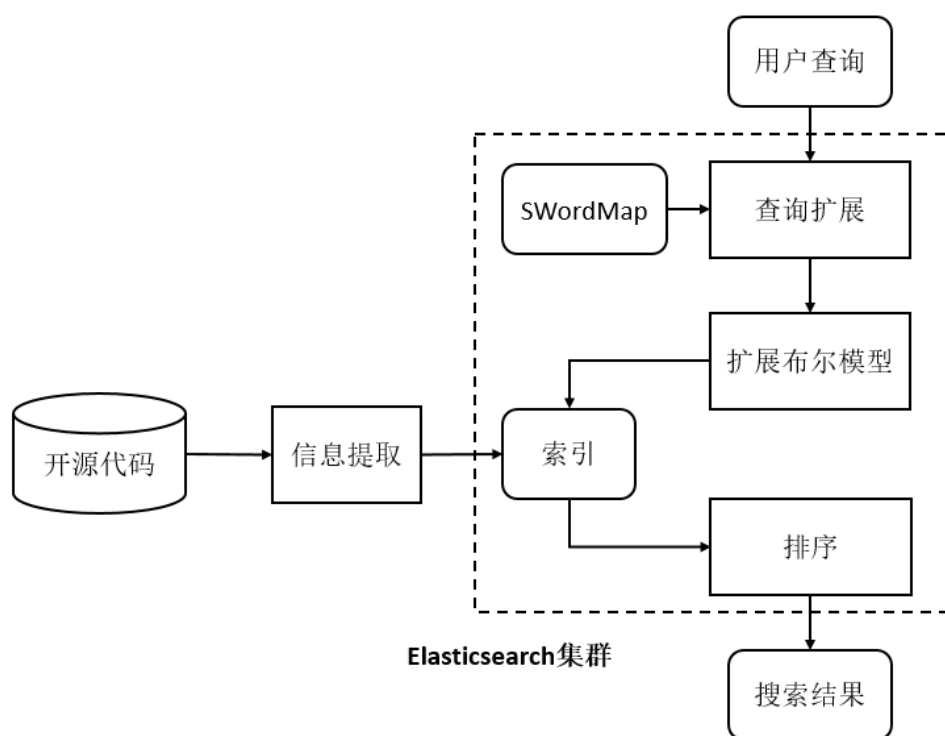 用户查询
SWordMap
查询扩展
扩展布尔模型
开源代码
信息提取
索引
排序
Elasticsearch集群
搜索结果